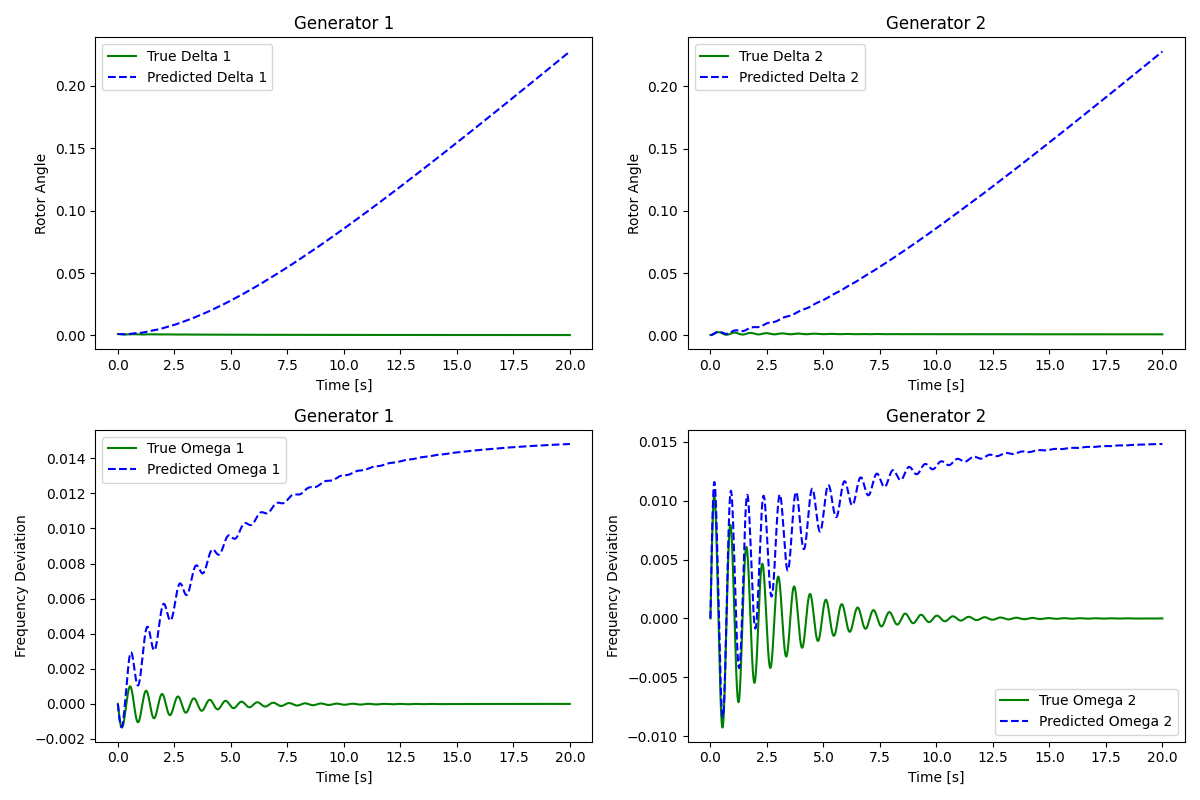 Generator 1
True Delta 1
Predicted Delta 1
Rotor Angle
0.20
0.15
0.10
0.05
0.00
0.0 2.5 5.0 7.5 10.0 12.5 15.0 17.5 20.0
Time [s]
Generator 2
True Delta 2
Predicted Delta 2
Rotor Angle
0.20
0.15
0.10
0.05
0.00
0.0 2.5 5.0 7.5 10.0 12.5 15.0 17.5 20.0
Time [s]
Generator 1
True Omega 1
Predicted Omega 1
Frequency Deviation
0.014
0.012
0.010
0.008
0.006
0.004
0.002
0.000
−0.002
0.0 2.5 5.0 7.5 10.0 12.5 15.0 17.5 20.0
Time [s]
Generator 2
Frequency Deviation
0.015
0.010
0.005
0.000
−0.005
−0.010
True Omega 2
Predicted Omega 2
0.0 2.5 5.0 7.5 10.0 12.5 15.0 17.5 20.0
Time [s]